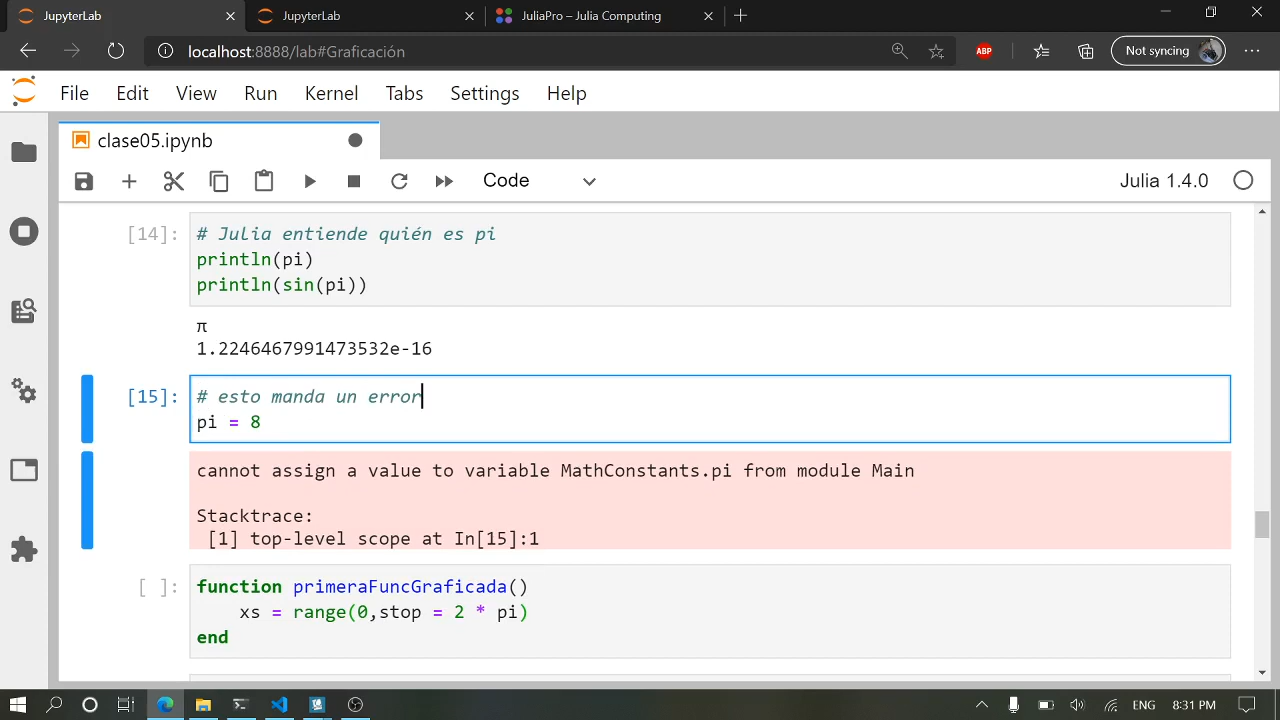 JupyterLab
JupyterLab
JuliaPro – Julia Computing
localhost:8888/lab#Graficación
ABP
Not syncing
File Edit View Run Kernel Tabs Settings Help
clase05.ipynb
Code
Julia 1.4.0
[14]:
# Julia entiende quién es pi
println(pi)
println(sin(pi))
π
1.2246467991473532e-16
[15]:
# esto manda un error
pi = 8
cannot assign a value to variable MathConstants.pi from module Main
Stacktrace:
[1] top-level scope at In[15]:1
[ ]:
function primeraFuncGraficada()
xs = range(0,stop = 2 * pi)
end
ENG
8:31 PM